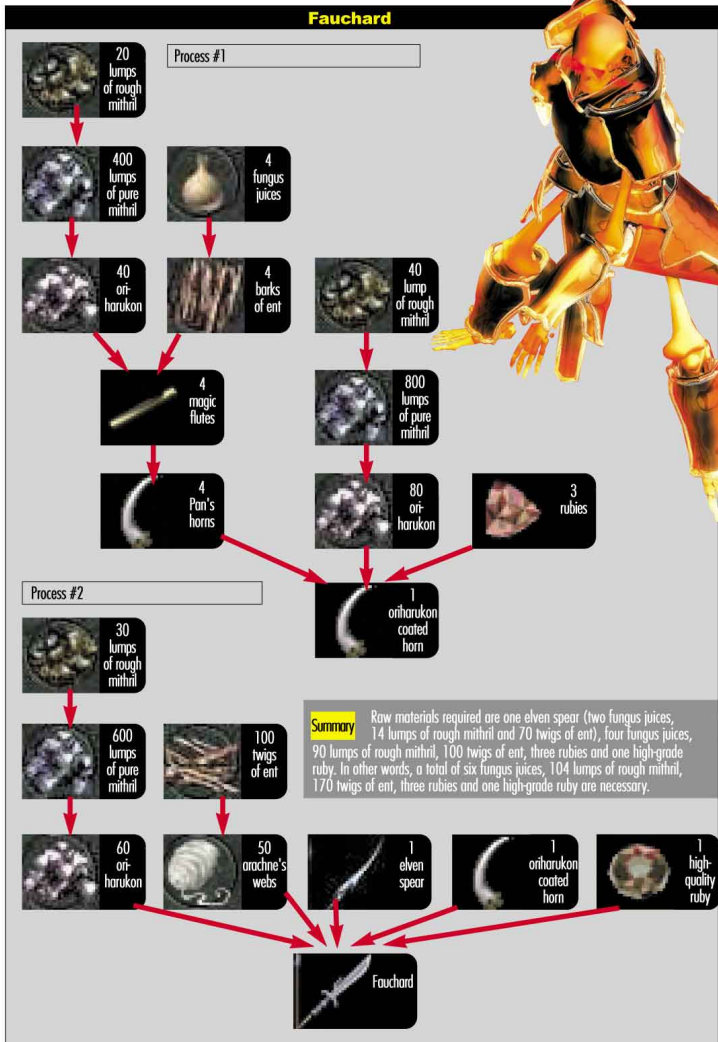 Fauchard
Process #1
20
lumps
of rough
mithril
400
lumps
of pure
mithril
4
fungus
juices
40
ori-
harukon
4
barks
of ent
40
lump
of rough
mithril
4
magic
flutes
800
lumps
of pure
mithril
4
Pan's
horns
80
ori-
harukon
3
rubies
1
oriharukon
coated
horn
Process #2
30
lumps
of rough
mithril
600
lumps
of pure
mithril
100
twigs
of ent
Summary Raw materials required are one elven spear (two fungus juices,
14 lumps of rough mithril and 70 twigs of ent), four fungus juices,
90 lumps of rough mithril, 100 twigs of ent, three rubies and one high-grade
ruby. In other words, a total of six fungus juices, 104 lumps of rough mithril,
170 twigs of ent, three rubies and one high-grade ruby are necessary.
60
ori-
harukon
50
arachne's
webs
1
elven
spear
1
oriharukon
coated
horn
1
high-
quality
ruby
Fauchard